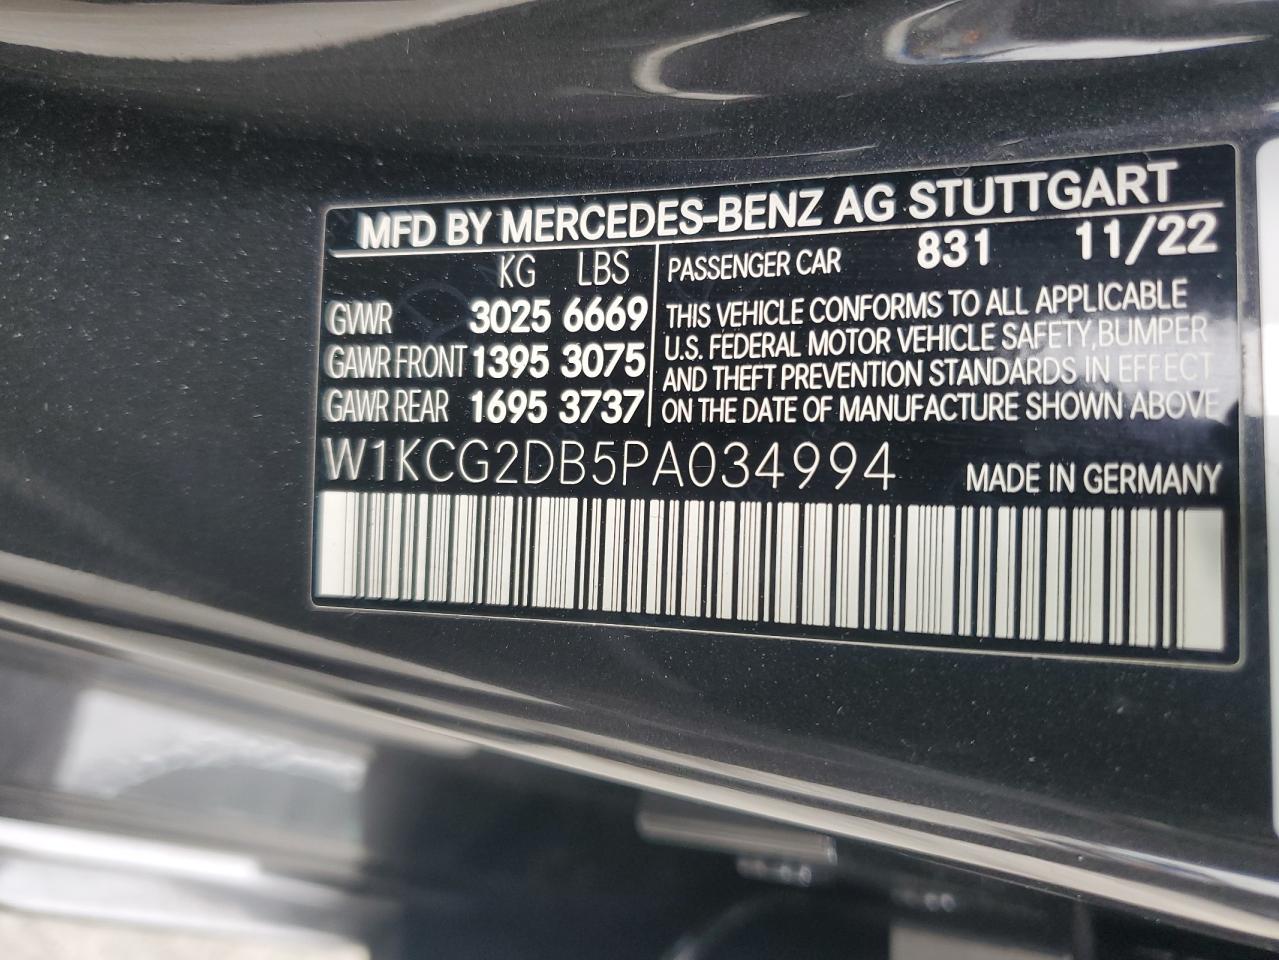 MFD BY MERCEDES-BENZ AG STUTTGART
KG LBS
GVWR 3025 6669
GAWR FRONT 1395 3075
GAWR REAR 1695 3737
PASSENGER CAR 831 11/22
THIS VEHICLE CONFORMS TO ALL APPLICABLE
U.S. FEDERAL MOTOR VEHICLE SAFETY, BUMPER
AND THEFT PREVENTION STANDARDS IN EFFECT
ON THE DATE OF MANUFACTURE SHOWN ABOVE
W1KCG2DB5PA034994 MADE IN GERMANY